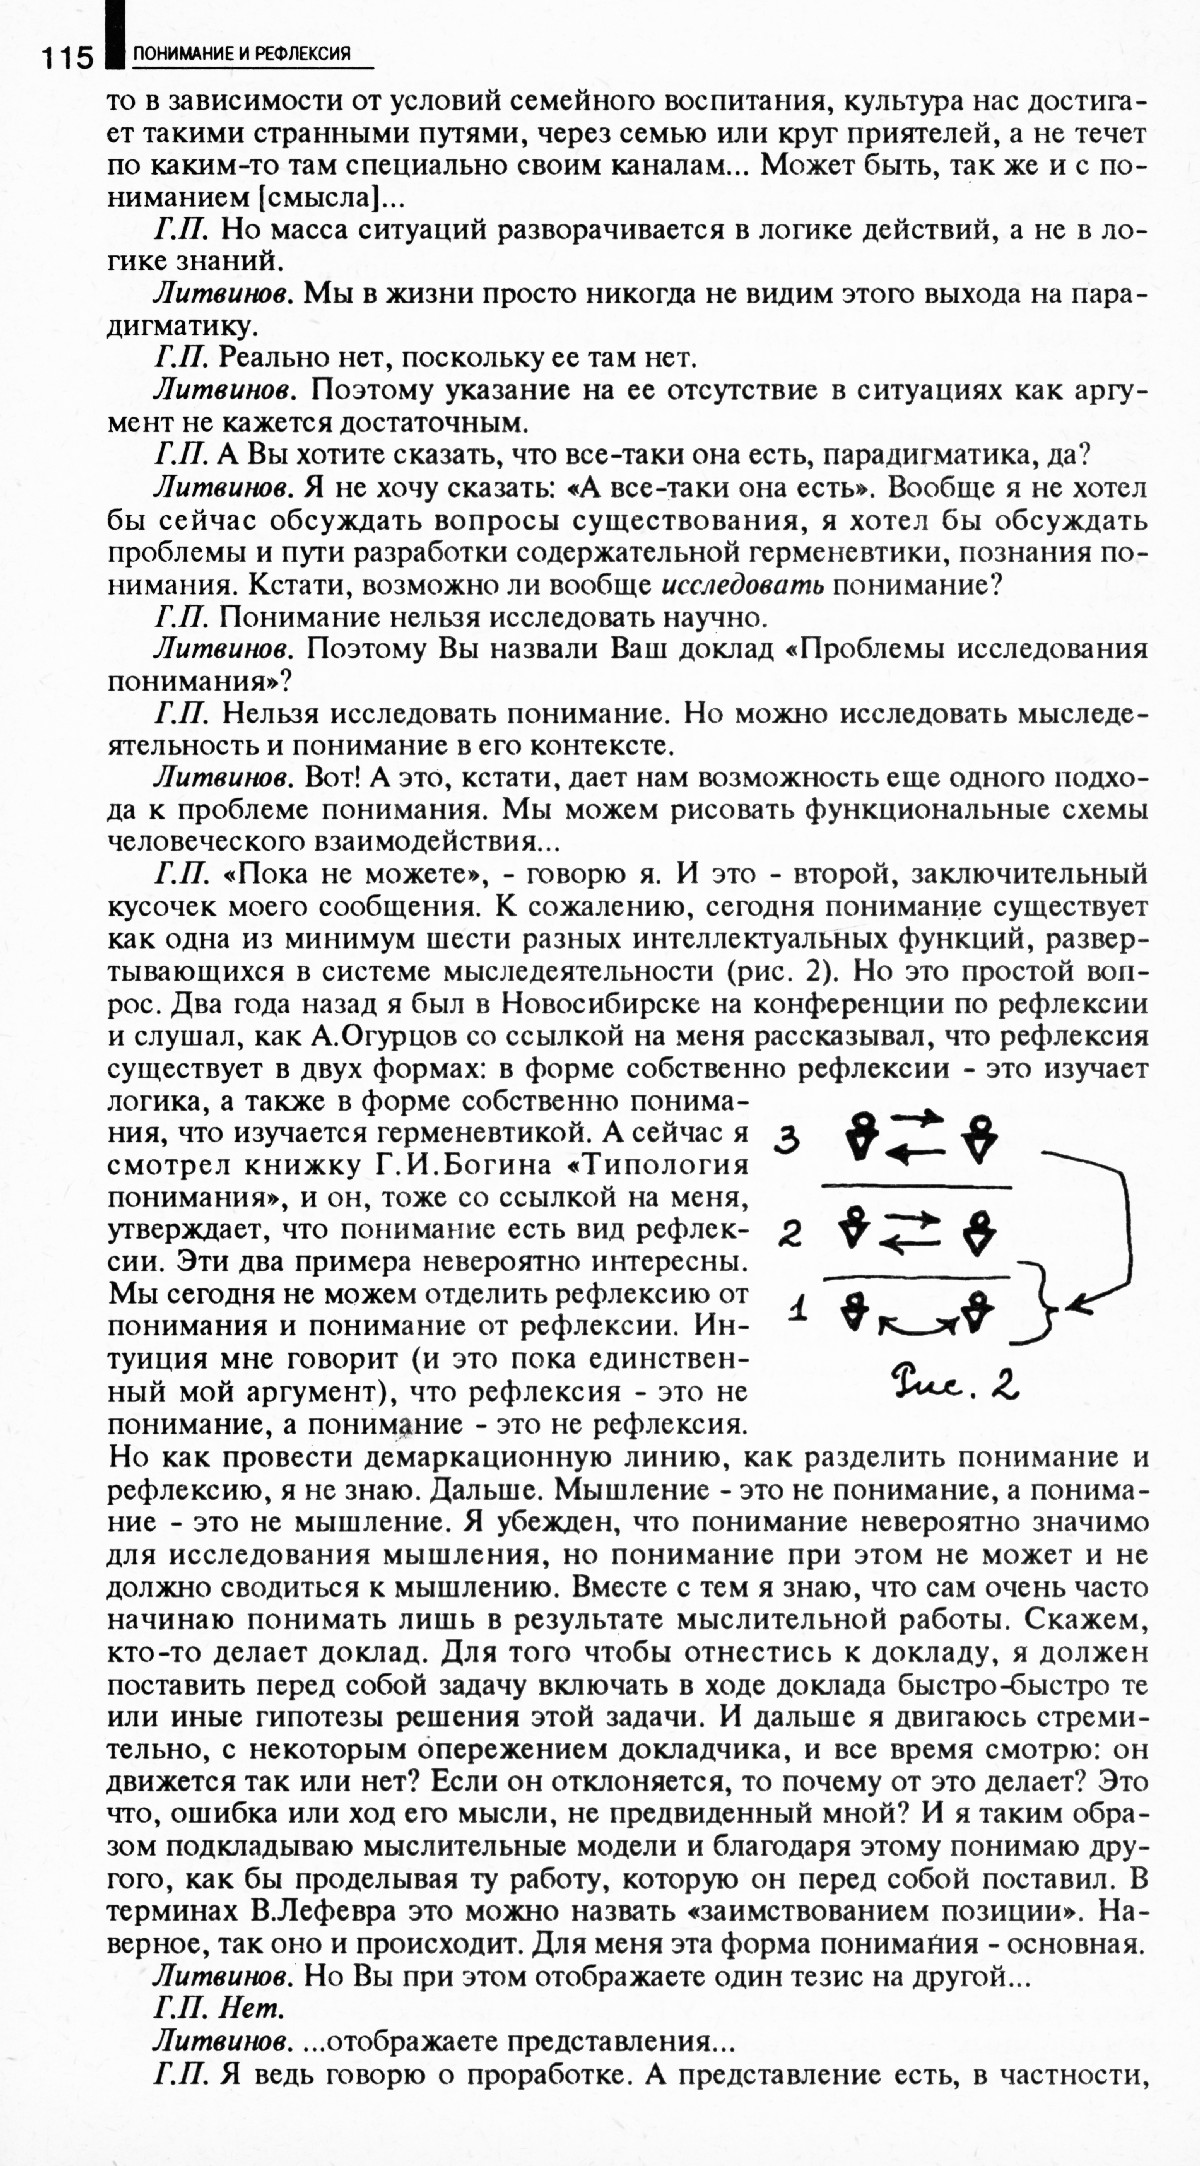 115 ПОНИМАНИЕ И РЕФЛЕКСИЯ
то в зависимости от условий семейного воспитания, культура нас достига-
ет такими странными путями, через семью или круг приятелей, а не течет
по каким-то там специально своим каналам... Может быть, так же и с по-
ниманием [смысла]...
Г.П. Но масса ситуаций разворачивается в логике действий, а не в ло-
гике знаний.
Литвинов. Мы в жизни просто никогда не видим этого выхода на пара-
дигматику.
Г.П. Реально нет, поскольку ее там нет.
Литвинов. Поэтому указание на ее отсутствие в ситуациях как аргу-
мент не кажется достаточным.
Г.П. А Вы хотите сказать, что все-таки она есть, парадигматика, да?
Литвинов. Я не хочу сказать: «А все-таки она есть». Вообще я не хотел
бы сейчас обсуждать вопросы существования, я хотел бы обсуждать
проблемы и пути разработки содержательной герменевтики, познания по-
нимания. Кстати, возможно ли вообще исследовать понимание?
Г.П. Понимание нельзя исследовать научно.
Литвинов. Поэтому Вы назвали Ваш доклад «Проблемы исследования
понимания»?
Г.П. Нельзя исследовать понимание. Но можно исследовать мыследе-
ятельность и понимание в его контексте.
Литвинов. Вот! А это, кстати, дает нам возможность еще одного подхо-
да к проблеме понимания. Мы можем рисовать функциональные схемы
человеческого взаимодействия...
Г.П. «Пока не можете», - говорю я. И это - второй, заключительный
кусочек моего сообщения. К сожалению, сегодня понимание существует
как одна из минимум шести разных интеллектуальных функций, развер-
тывающихся в системе мыследеятельности (рис. 2). Но это простой воп-
рос. Два года назад я был в Новосибирске на конференции по рефлексии
и слушал, как А.Огурцов со ссылкой на меня рассказывал, что рефлексия
существует в двух формах: в форме собственно рефлексии - это изучает
логика, а также в форме собственно понима-
ния, что изучается герменевтикой. А сейчас я
смотрел книжку Г.И.Богина «Типология
понимания», и он, тоже со ссылкой на меня,
утверждает, что понимание есть вид рефлек-
сии. Эти два примера невероятно интересны.
Мы сегодня не можем отделить рефлексию от
понимания и понимание от рефлексии. Ин-
туиция мне говорит (и это пока единствен-
ный мой аргумент), что рефлексия - это не
понимание, а понимание - это не рефлексия.
3
2
1
Рис. 2
Но как провести демаркационную линию, как разделить понимание и
рефлексию, я не знаю. Дальше. Мышление - это не понимание, а понима-
ние - это не мышление. Я убежден, что понимание невероятно значимо
для исследования мышления, но понимание при этом не может и не
должно сводиться к мышлению. Вместе с тем я знаю, что сам очень часто
начинаю понимать лишь в результате мыслительной работы. Скажем,
кто-то делает доклад. Для того чтобы отнестись к докладу, я должен
поставить перед собой задачу включать в ходе доклада быстро-быстро те
или иные гипотезы решения этой задачи. И дальше я двигаюсь стреми-
тельно, с некоторым опережением докладчика, и все время смотрю: он
движется так или нет? Если он отклоняется, то почему от это делает? Это
что, ошибка или ход его мысли, не предвиденный мной? И я таким обра-
зом подкладываю мыслительные модели и благодаря этому понимаю дру-
гого, как бы проделывая ту работу, которую он перед собой поставил. В
терминах В.Лефевра это можно назвать «заимствованием позиции». На-
верное, так оно и происходит. Для меня эта форма понимания - основная.
Литвинов. Но Вы при этом отображаете один тезис на другой...
Г.П. Нет.
Литвинов. ...отображаете представления...
Г.П. Я ведь говорю о проработке. А представление есть, в частности,